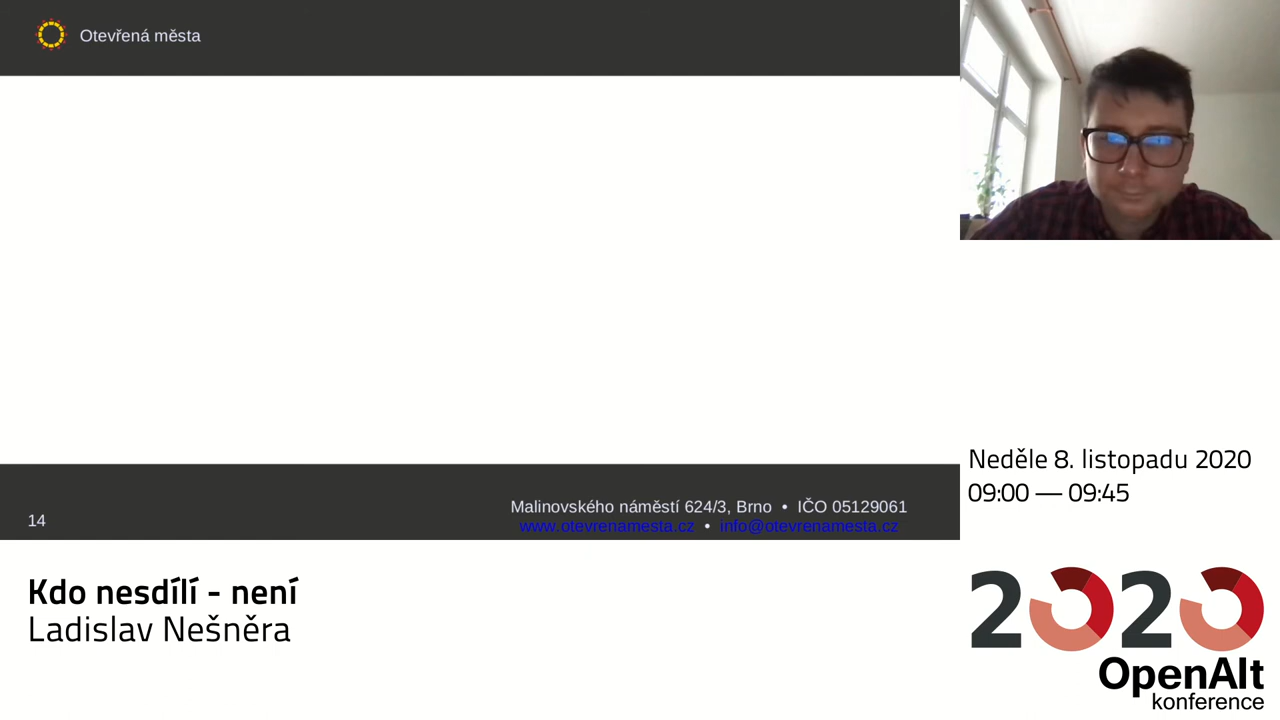 Otevřená města
14
Malinovského náměstí 624/3, Brno • IČO 05129061
www.otevrenamesta.cz • info@otevrenamesta.cz
Neděle 8. listopadu 2020
09:00 — 09:45
Kdo nesdílí - není
Ladislav Nešněra
2020
OpenAlt
konference